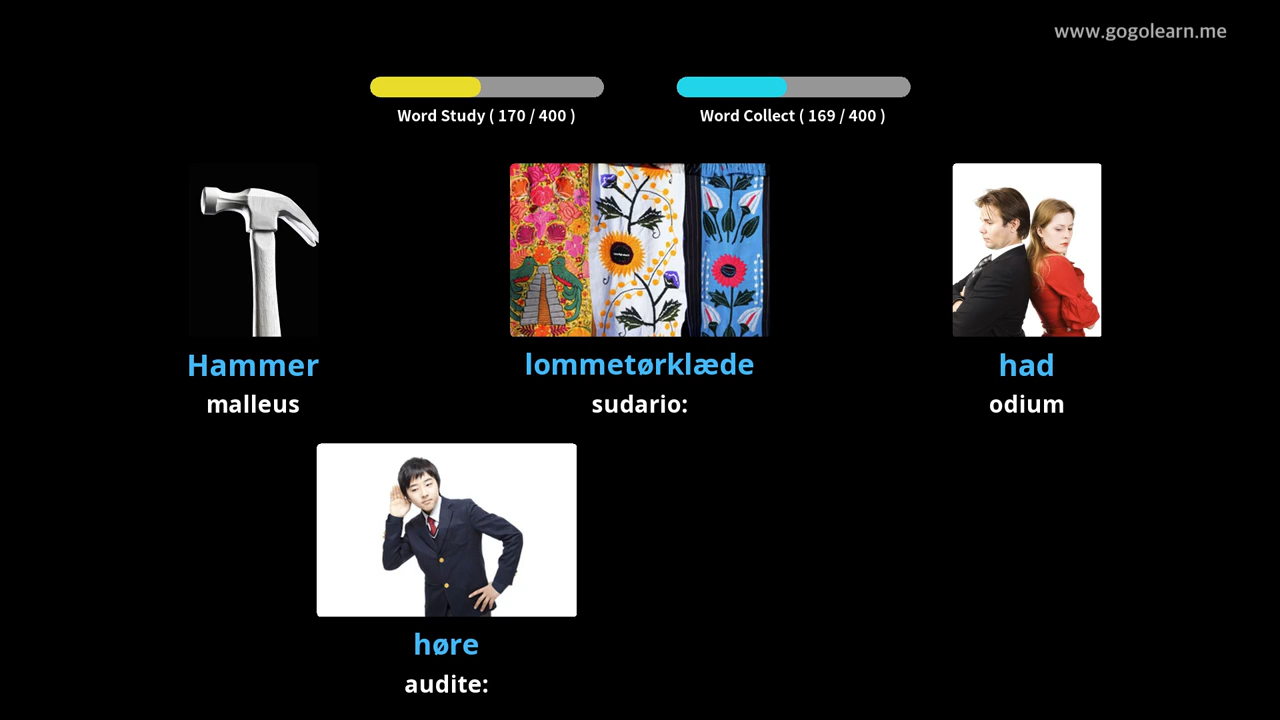 www.gogolearn.me
Word Study ( 170 / 400 )
Word Collect ( 169 / 400 )
Hammer
malleus
lommetørklæde
sudario:
had
odium
høre
audite: